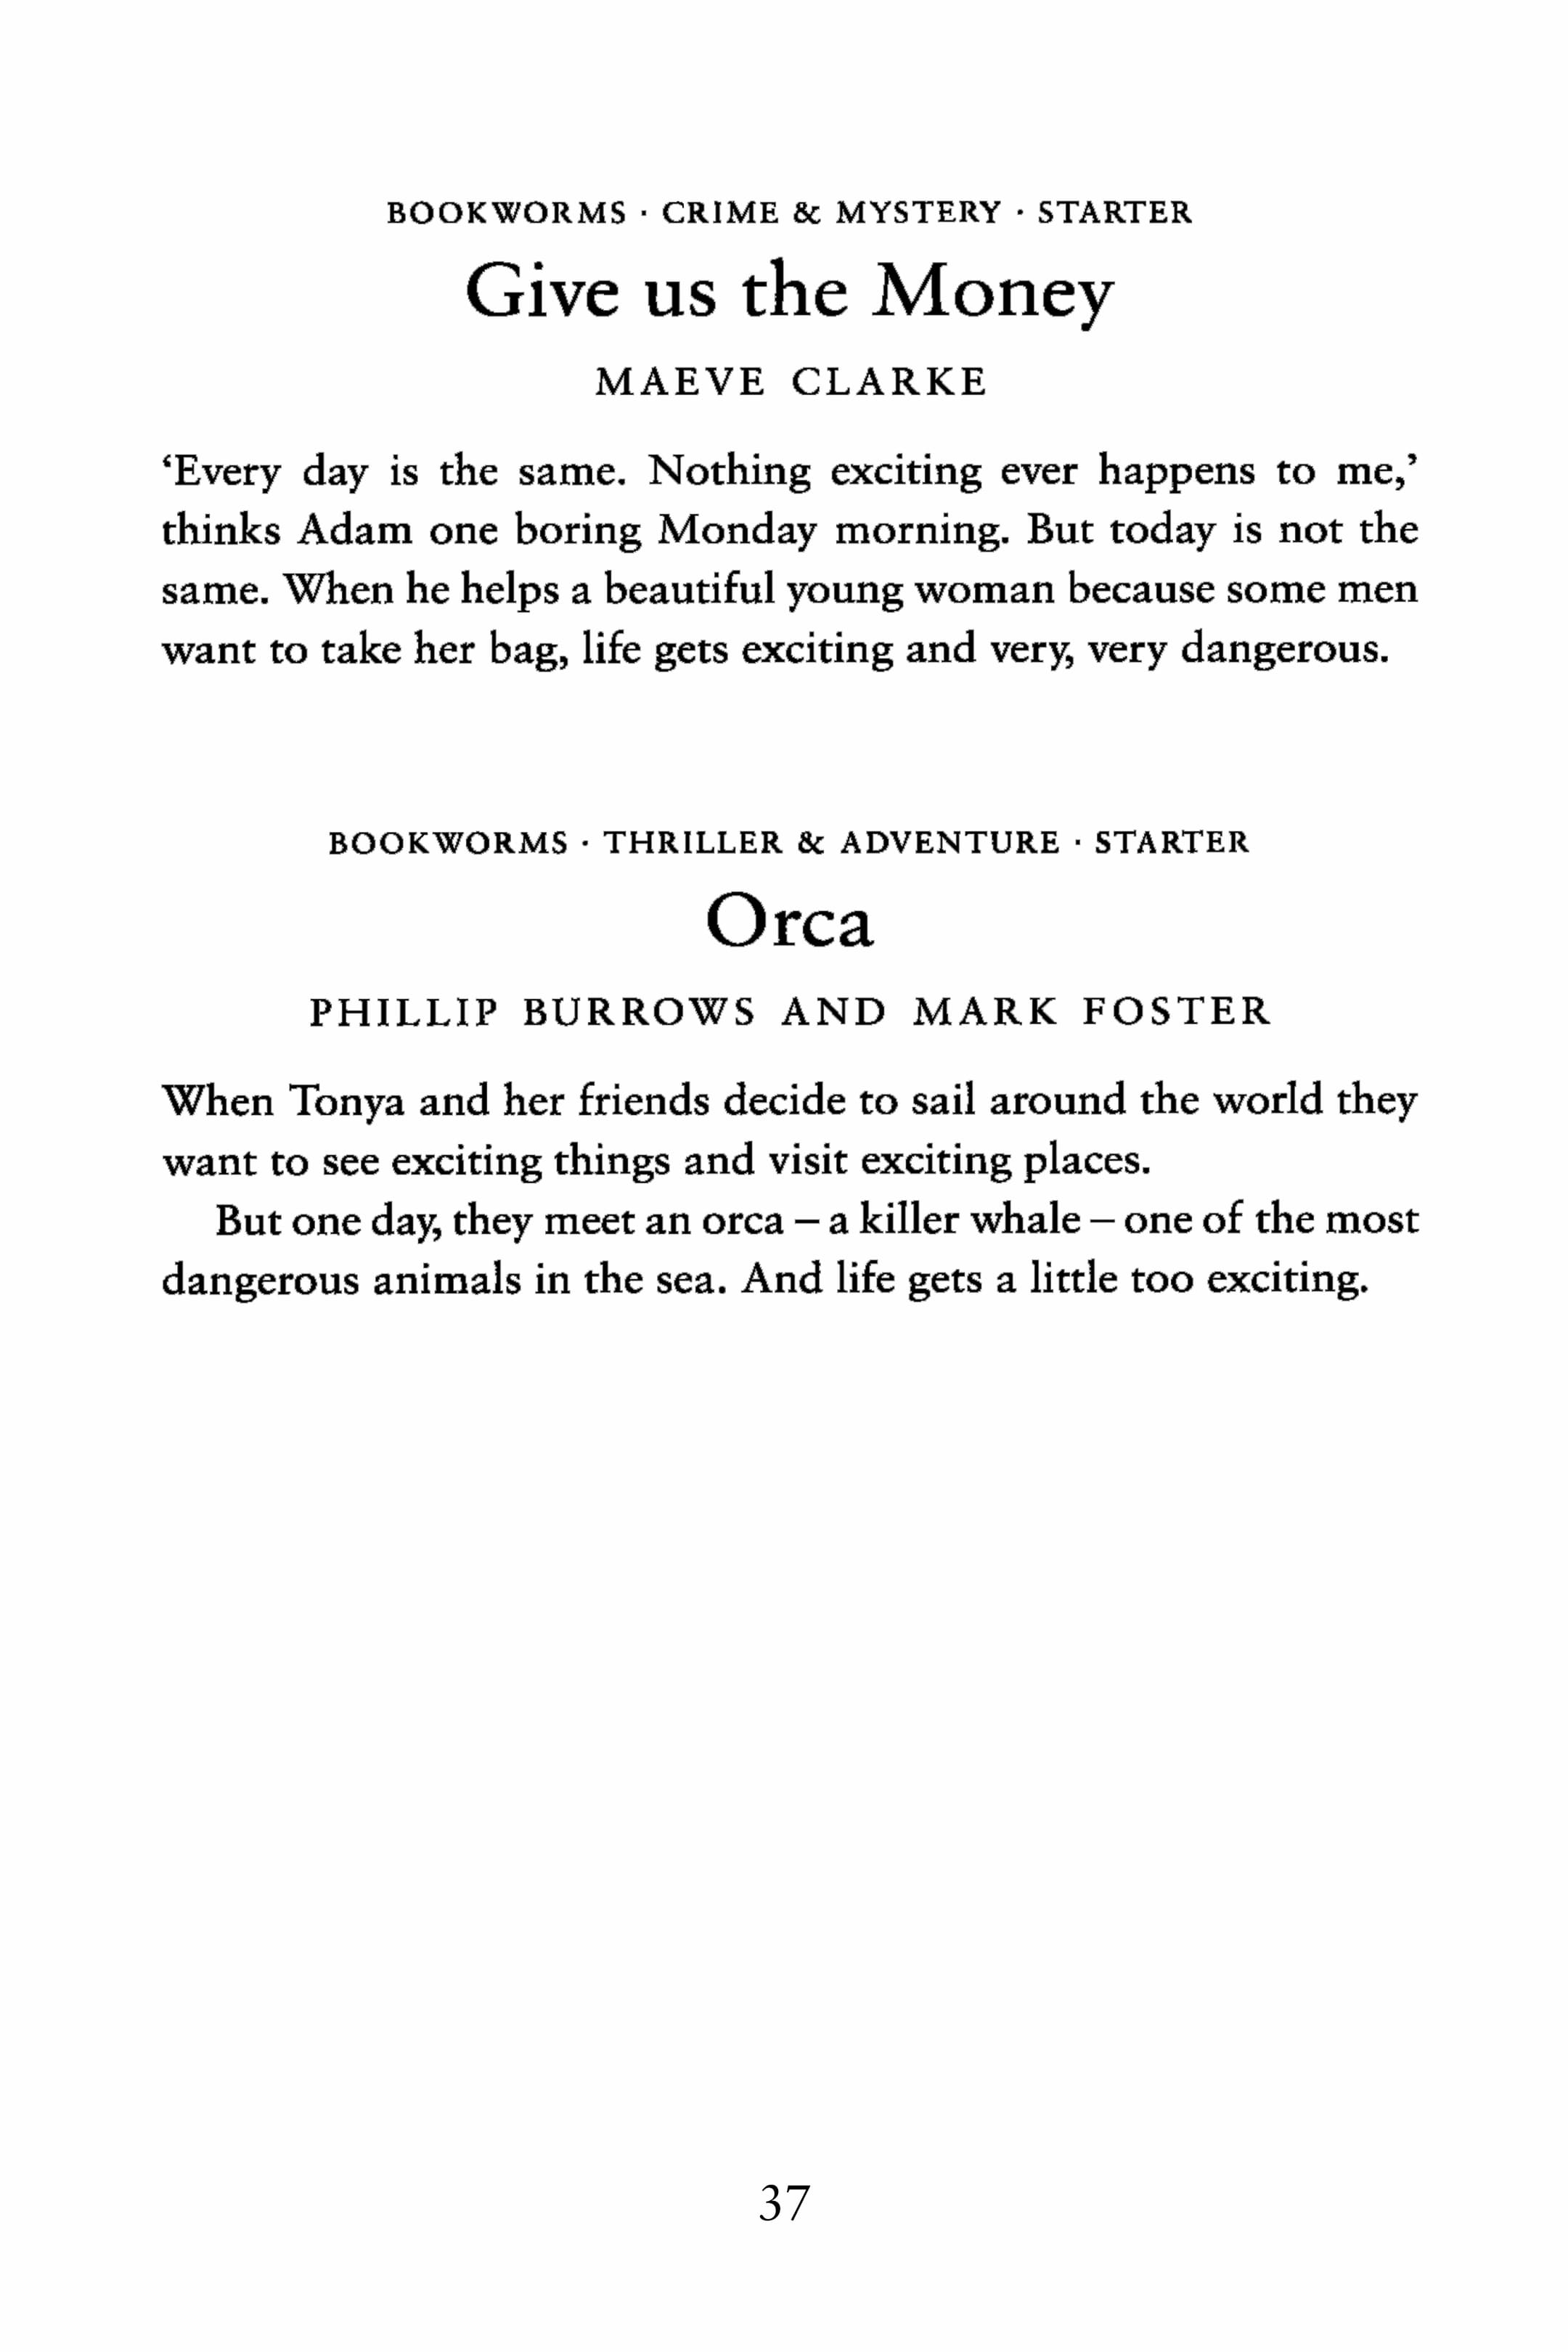 BOOKWORMS · CRIME & MYSTERY · STARTER
Give us the Money
MAEVE CLARKE
‘Every day is the same. Nothing exciting ever happens to me,’
thinks Adam one boring Monday morning. But today is not the
same. When he helps a beautiful young woman because some men
want to take her bag, life gets exciting and very, very dangerous.
BOOKWORMS · THRILLER & ADVENTURE · STARTER
Orca
PHILLIP BURROWS AND MARK FOSTER
When Tonya and her friends decide to sail around the world they
want to see exciting things and visit exciting places.
But one day, they meet an orca – a killer whale – one of the most
dangerous animals in the sea. And life gets a little too exciting.
37